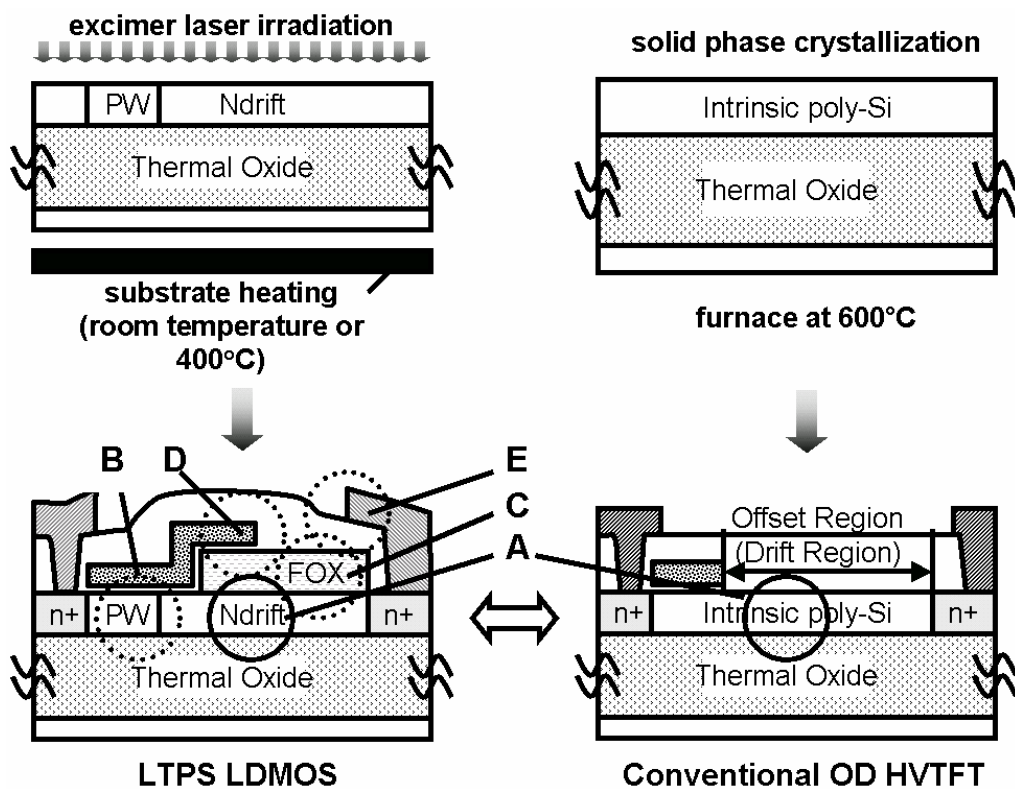 excimer laser irradiation
PW
Ndrift
Thermal Oxide
substrate heating
(room temperature or
400°C)
solid phase crystallization
Intrinsic poly-Si
Thermal Oxide
furnace at 600°C
B
D
E
C
A
FOX
n+
PW
Ndrift
n+
Thermal Oxide
LTPS LDMOS
Offset Region
(Drift Region)
n+
Intrinsic poly-Si
n+
Thermal Oxide
Conventional OD HVTFT